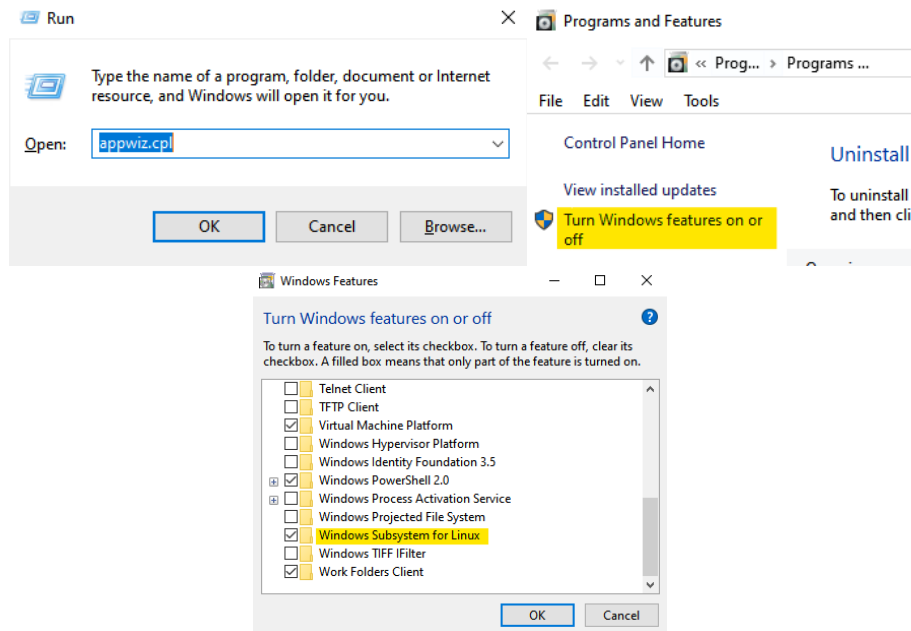 Run
Type the name of a program, folder, document or Internet
resource, and Windows will open it for you.
Open:
appwiz.cpl
OK
Cancel
Browse...
Programs and Features
« Prog... › Programs ...
File Edit View Tools
Control Panel Home
View installed updates
Turn Windows features on or
off
Uninstall
To uninstall
and then cli
Windows Features
Turn Windows features on or off
To turn a feature on, select its checkbox. To turn a feature off, clear its
checkbox. A filled box means that only part of the feature is turned on.
Telnet Client
TFTP Client
Virtual Machine Platform
Windows Hypervisor Platform
Windows Identity Foundation 3.5
Windows PowerShell 2.0
Windows Process Activation Service
Windows Projected File System
Windows Subsystem for Linux
Windows TIFF IFilter
Work Folders Client
OK
Cancel